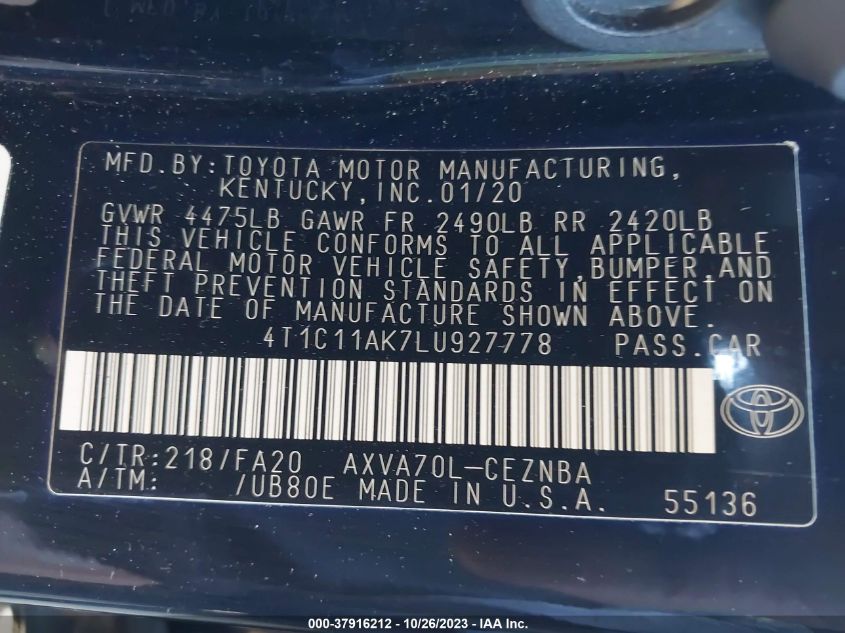 MFD.BY:TOYOTA MOTOR MANUFACTURING,
KENTUCKY,INC.01/20
GVWR 4475LB GAWR FR 2490LB RR 2420LB
THIS VEHICLE CONFORMS TO ALL APPLICABLE
FEDERAL MOTOR VEHICLE SAFETY,BUMPER,AND
THEFT PREVENTION STANDARDS IN EFFECT ON
THE DATE OF MANUFACTURE SHOWN ABOVE.
4T1C11AK7LU927778 PASS.CAR
C/TR:218/FA20 AXVA70L-CEZNBA
A/TM: /UB80E MADE IN U.S.A. 55136
000-37916212 - 10/26/2023 - IAA Inc.